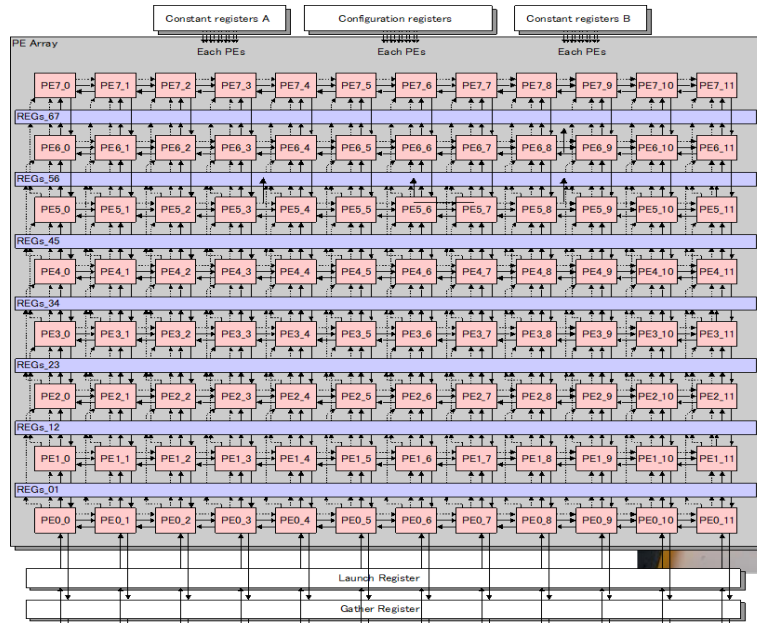 Constant registers A Configuration registers Constant registers B
PE Array
Each PEs Each PEs Each PEs
PE7_0 PE7_1 PE7_2 PE7_3 PE7_4 PE7_5 PE7_6 PE7_7 PE7_8 PE7_9 PE7_10 PE7_11
REGs_67
PE6_0 PE6_1 PE6_2 PE6_3 PE6_4 PE6_5 PE6_6 PE6_7 PE6_8 PE6_9 PE6_10 PE6_11
REGs_56
PE5_0 PE5_1 PE5_2 PE5_3 PE5_4 PE5_5 PE5_6 PE5_7 PE5_8 PE5_9 PE5_10 PE5_11
REGs_45
PE4_0 PE4_1 PE4_2 PE4_3 PE4_4 PE4_5 PE4_6 PE4_7 PE4_8 PE4_9 PE4_10 PE4_11
REGs_34
PE3_0 PE3_1 PE3_2 PE3_3 PE3_4 PE3_5 PE3_6 PE3_7 PE3_8 PE3_9 PE3_10 PE3_11
REGs_23
PE2_0 PE2_1 PE2_2 PE2_3 PE2_4 PE2_5 PE2_6 PE2_7 PE2_8 PE2_9 PE2_10 PE2_11
REGs_12
PE1_0 PE1_1 PE1_2 PE1_3 PE1_4 PE1_5 PE1_6 PE1_7 PE1_8 PE1_9 PE1_10 PE1_11
REGs_01
PE0_0 PE0_1 PE0_2 PE0_3 PE0_4 PE0_5 PE0_6 PE0_7 PE0_8 PE0_9 PE0_10 PE0_11
Launch Register
Gather Register